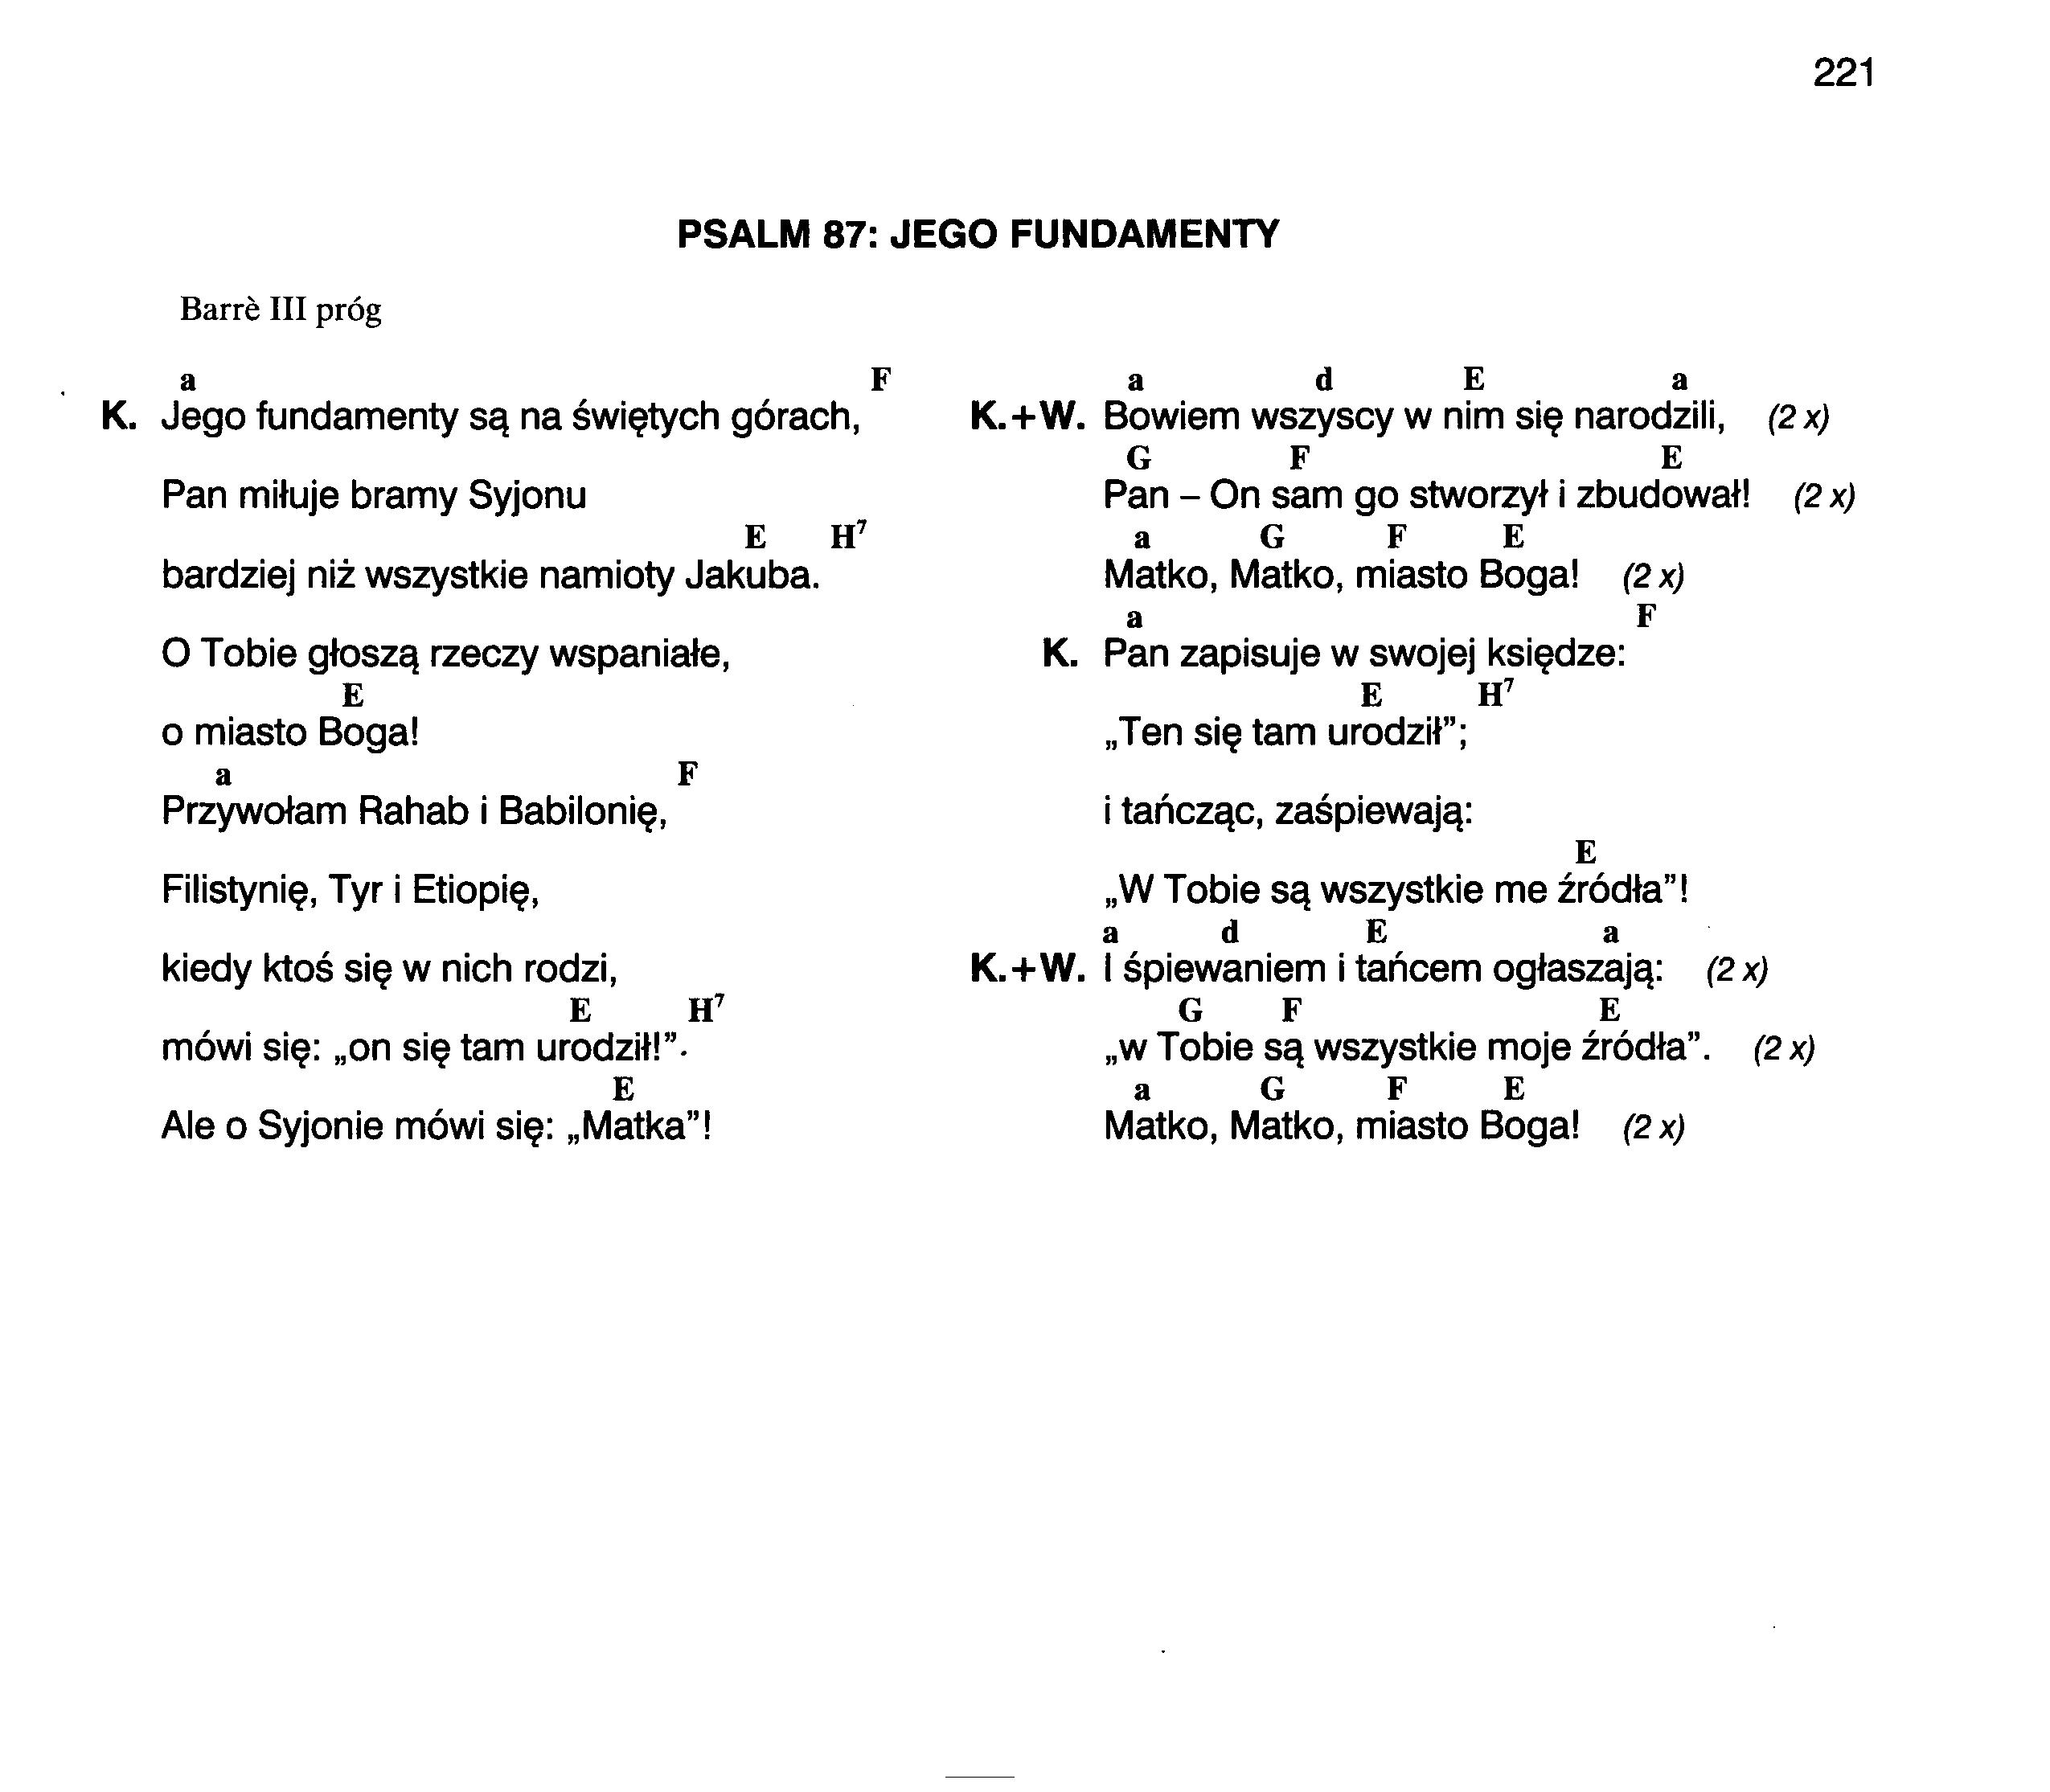 221
PSALM 87: JEGO FUNDAMENTY
Barrè III próg
a F
K. Jego fundamenty są na świętych górach,
Pan miłuje bramy Syjonu
E H⁷
bardziej niż wszystkie namioty Jakuba.
O Tobie głoszą rzeczy wspaniałe,
E
o miasto Boga!
a F
Przywołam Rahab i Babilonię,
Filistynię, Tyr i Etiopię,
kiedy ktoś się w nich rodzi,
E H⁷
mówi się: „on się tam urodził!”.
E
Ale o Syjonie mówi się: „Matka”!
a d E a
K.+W. Bowiem wszyscy w nim się narodzili, (2 x)
G F E
Pan – On sam go stworzył i zbudował! (2 x)
a G F E
Matko, Matko, miasto Boga! (2 x)
a F
K. Pan zapisuje w swojej księdze:
E H⁷
„Ten się tam urodził”;
i tańcząc, zaśpiewają:
E
„W Tobie są wszystkie me źródła”!
a d E a
K.+W. I śpiewaniem i tańcem ogłaszają: (2 x)
G F E
„w Tobie są wszystkie moje źródła”. (2 x)
a G F E
Matko, Matko, miasto Boga! (2 x)